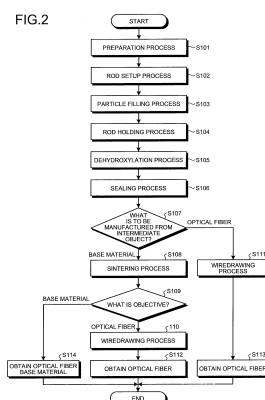 FIG.2
START
PREPARATION PROCESS
S101
ROD SETUP PROCESS
S102
PARTICLE FILLING PROCESS
S103
ROD HOLDING PROCESS
S104
DEHYDROXYLATION PROCESS
S105
SEALING PROCESS
S106
S107
WHAT
IS TO BE
MANUFACTURED FROM
INTERMEDIATE
OBJECT?
OPTICAL FIBER
BASE MATERIAL
S108
SINTERING PROCESS
S111
WIREDRAWING
PROCESS
S109
WHAT IS OBJECTIVE?
BASE MATERIAL
OPTICAL FIBER
110
WIREDRAWING PROCESS
S114
OBTAIN OPTICAL FIBER
BASE MATERIAL
S112
OBTAIN OPTICAL FIBER
S113
OBTAIN OPTICAL FIBER
END